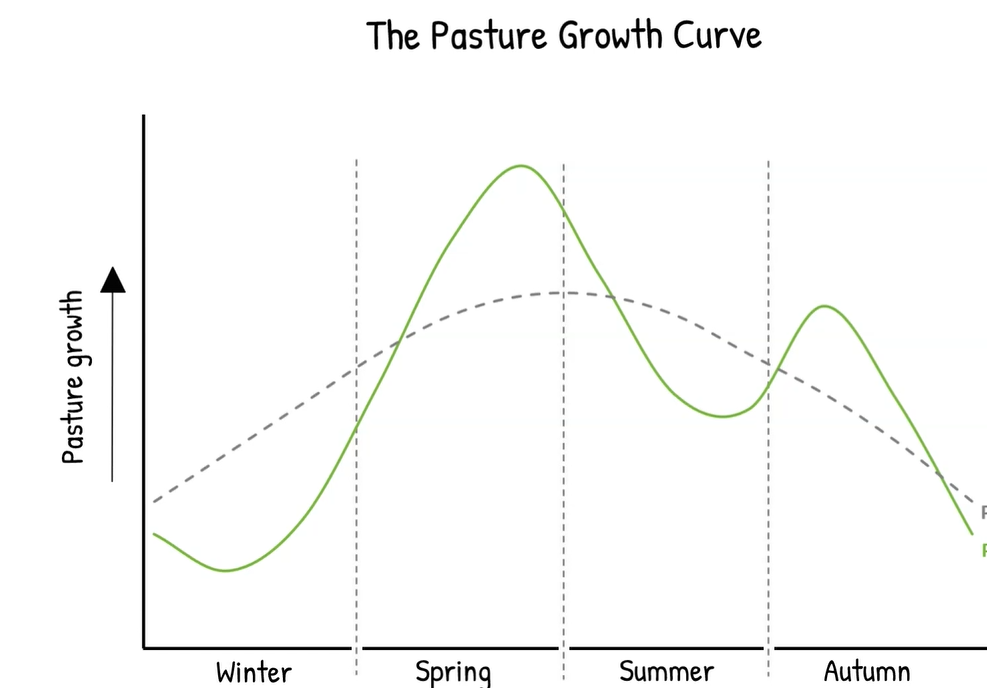 The Pasture Growth Curve
Pasture growth
Winter
Spring
Summer
Autumn